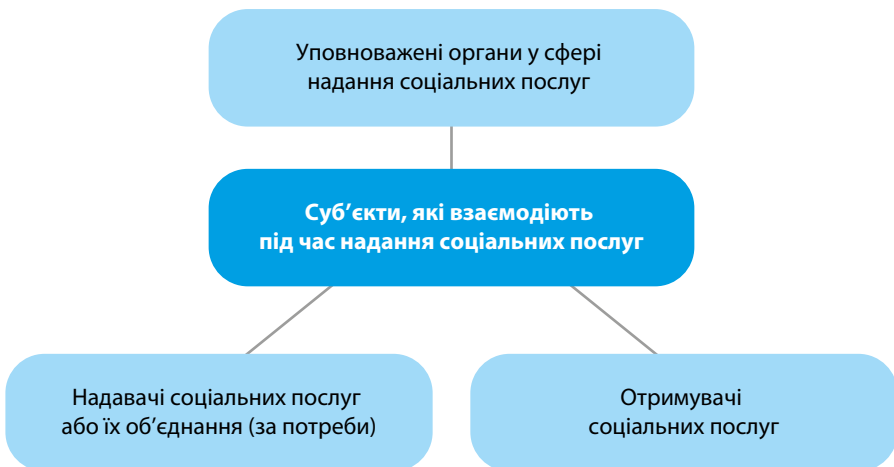 Уповноважені органи у сфері
надання соціальних послуг
Суб’єкти, які взаємодіють
під час надання соціальних послуг
Надавачі соціальних послуг
або їх об’єднання (за потреби)
Отримувачі
соціальних послуг